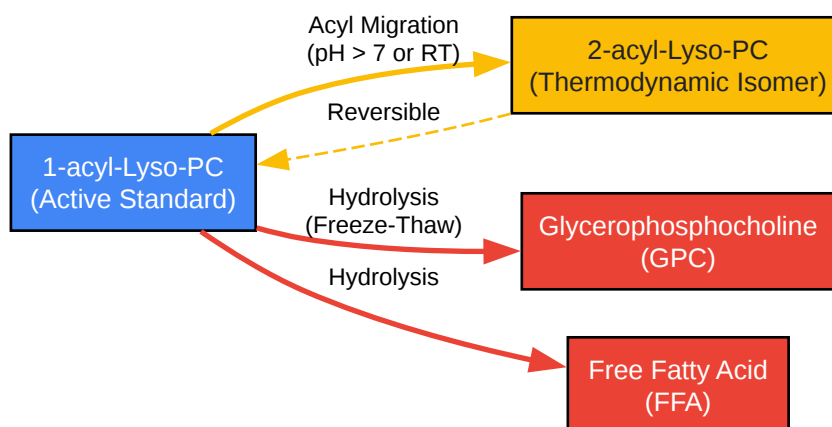 Acyl Migration
(pH > 7 or RT)
2-acyl-Lyso-PC
(Thermodynamic Isomer)
Reversible
1-acyl-Lyso-PC
(Active Standard)
Hydrolysis
(Freeze-Thaw)
Glycerophosphocholine
(GPC)
Hydrolysis
Free Fatty Acid
(FFA)